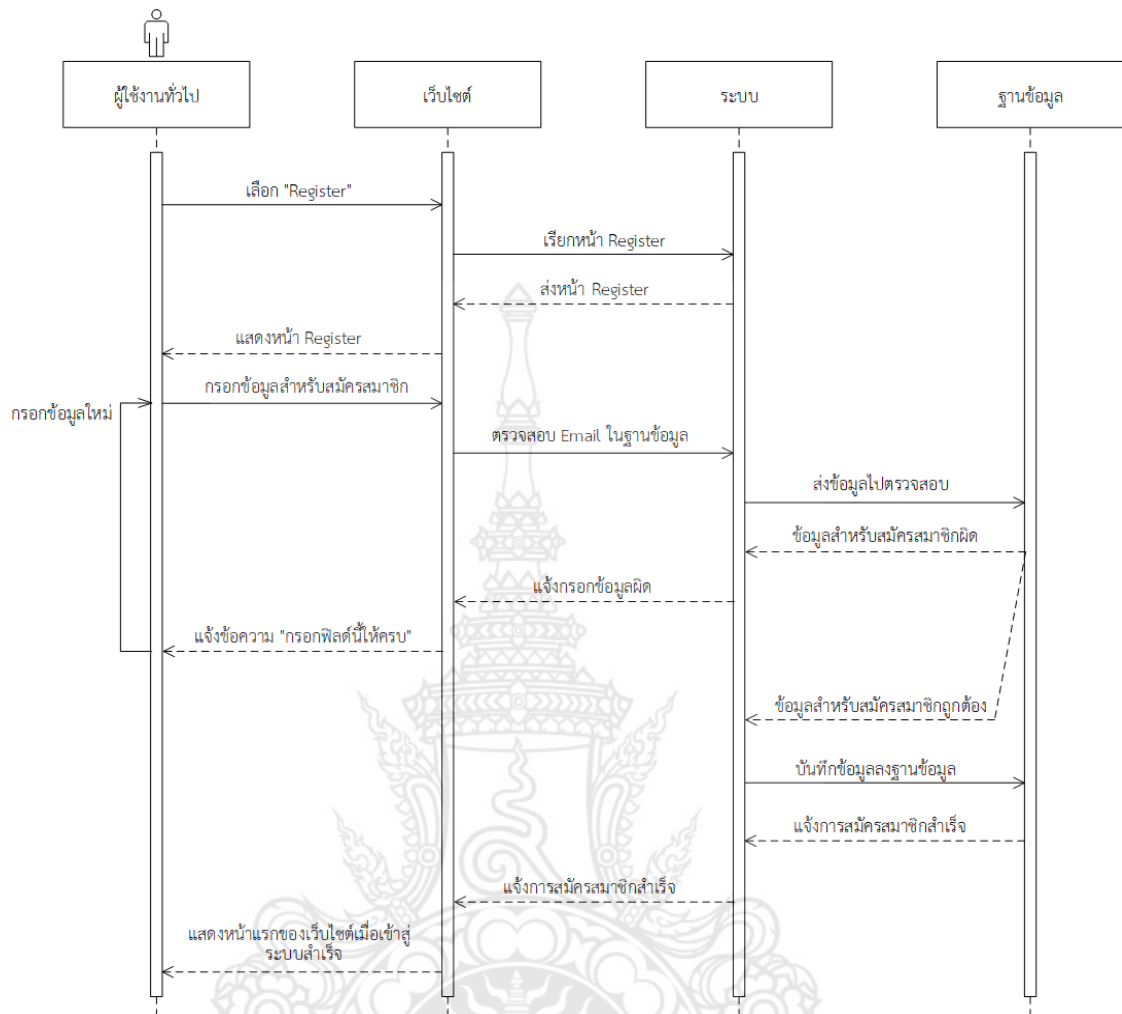 ผู้ใช้งานทั่วไป
เว็บไซต์
ระบบ
ฐานข้อมูล
เลือก "Register"
เรียกหน้า Register
ส่งหน้า Register
แสดงหน้า Register
กรอกข้อมูลสำหรับสมัครสมาชิก
กรอกข้อมูลใหม่
ตรวจสอบ Email ในฐานข้อมูล
ส่งข้อมูลไปตรวจสอบ
ข้อมูลสำหรับสมัครสมาชิกผิด
แจ้งกรอกข้อมูลผิด
แจ้งข้อความ "กรอกฟิลด์นี้ให้ครบ"
ข้อมูลสำหรับสมัครสมาชิกถูกต้อง
บันทึกข้อมูลลงฐานข้อมูล
แจ้งการสมัครสมาชิกสำเร็จ
แจ้งการสมัครสมาชิกสำเร็จ
แสดงหน้าแรกของเว็บไซต์เมื่อเข้าสู่
ระบบสำเร็จ